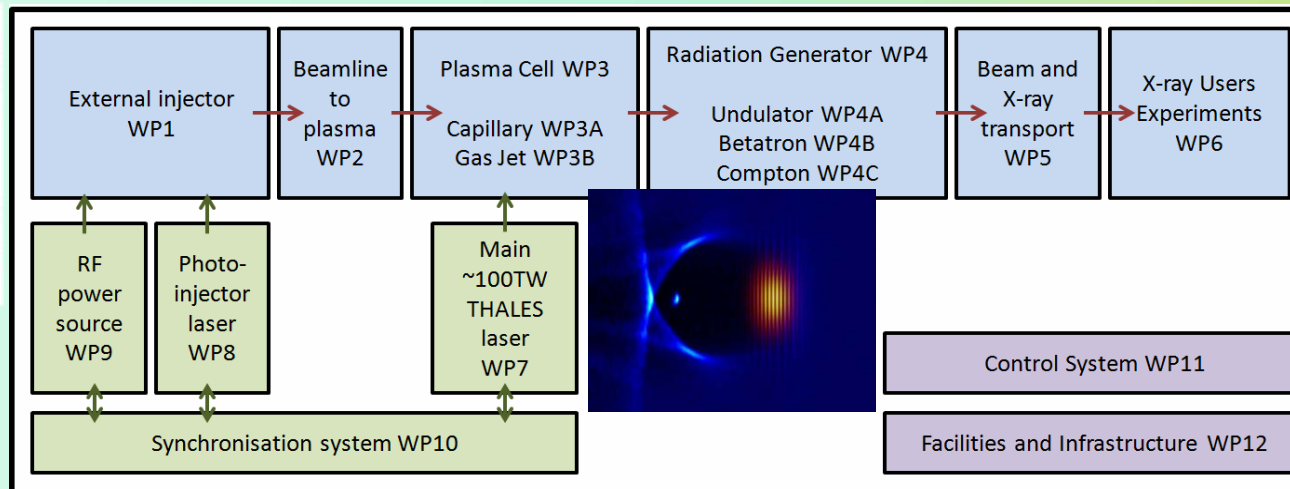 External injector
WP1
Beamline
to
plasma
WP2
Plasma Cell WP3
Capillary WP3A
Gas Jet WP3B
Radiation Generator WP4
Undulator WP4A
Betatron WP4B
Compton WP4C
Beam and
X-ray
transport
WP5
X-ray Users
Experiments
WP6
RF
power
source
WP9
Photo-
injector
laser
WP8
Main
~100TW
THALES
laser
WP7
Control System WP11
Synchronisation system WP10
Facilities and Infrastructure WP12